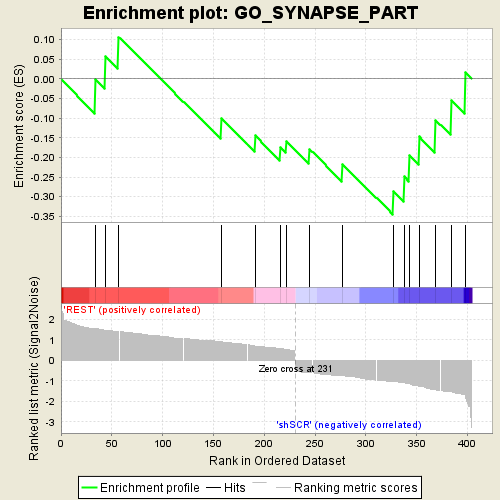 Enrichment plot: GO_SYNAPSE_PART
Enrichment score (ES)
0.10
0.05
0.00
-0.05
-0.10
-0.15
-0.20
-0.25
-0.30
-0.35
'REST' (positively correlated)
Ranked list metric (Signal2Noise)
2
1
0
-1
-2
-3
Zero cross at 231
'shSCR' (negatively correlated)
0 50 100 150 200 250 300 350 400
Rank in Ordered Dataset
Enrichment profile Hits Ranking metric scores